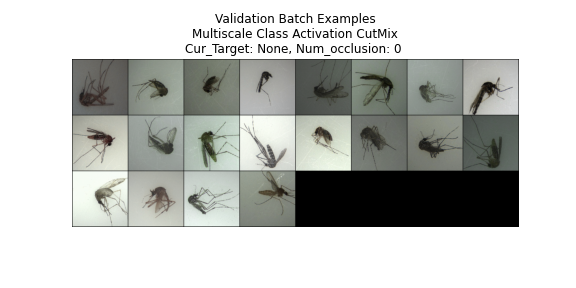 Validation Batch Examples
Multiscale Class Activation CutMix
Cur_Target: None, Num_occlusion: 0